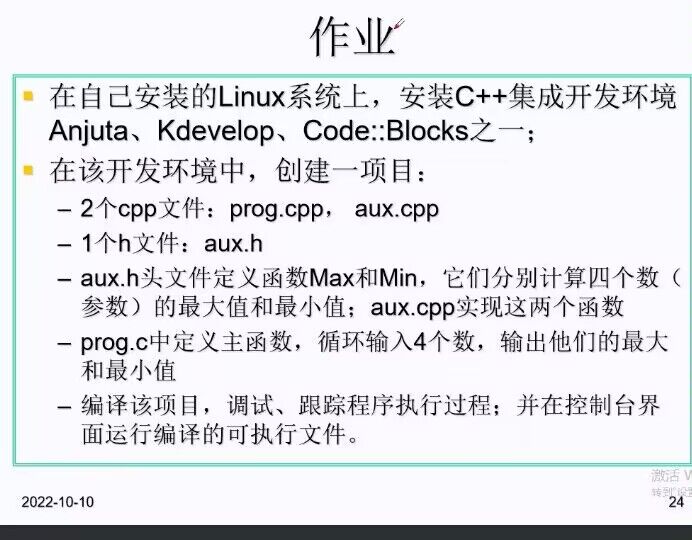 作业
在自己安装的Linux系统上，安装C++集成开发环境
Anjuta、Kdevelop、Code::Blocks之一；
在该开发环境中，创建一项目：
– 2个cpp文件：prog.cpp， aux.cpp
– 1个h文件：aux.h
– aux.h头文件定义函数Max和Min，它们分别计算四个数（
参数）的最大值和最小值；aux.cpp实现这两个函数
– prog.c中定义主函数，循环输入4个数，输出他们的最大
和最小值
– 编译该项目，调试、跟踪程序执行过程；并在控制台界
面运行编译的可执行文件。
激活 W
转到"设置
2022-10-10
24